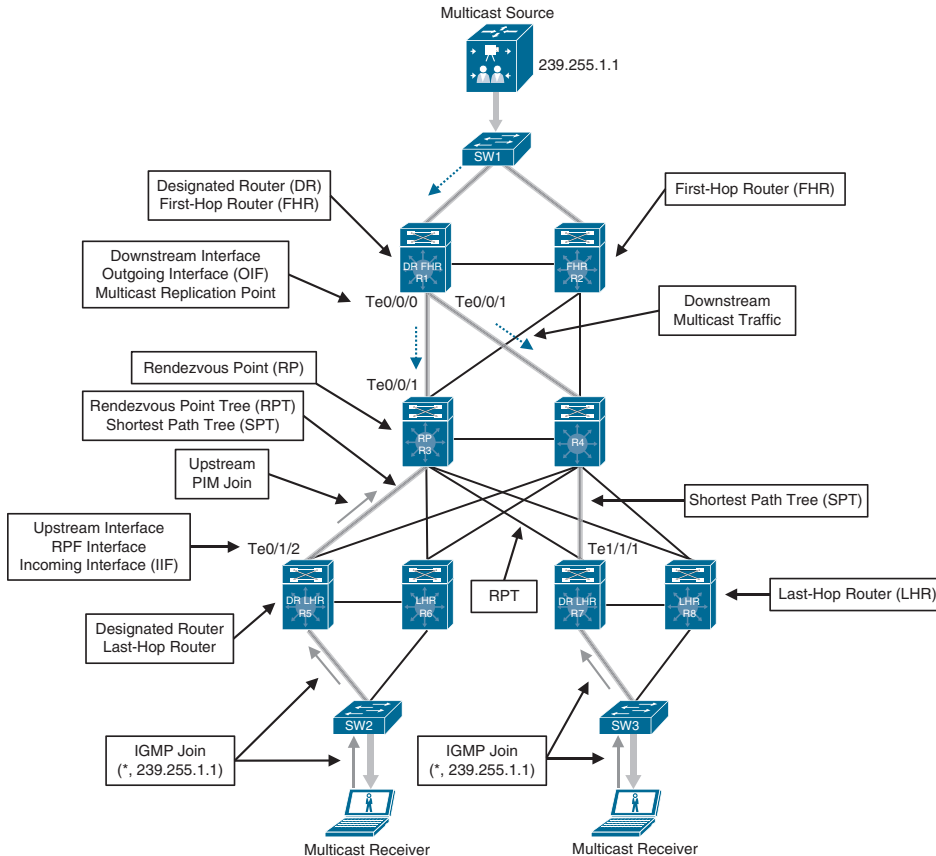 Multicast Source
239.255.1.1
SW1
Designated Router (DR)
First-Hop Router (FHR)
First-Hop Router (FHR)
DR FHR
R1
FHR
R2
Downstream Interface
Outgoing Interface (OIF)
Multicast Replication Point
Te0/0/0
Te0/0/1
Downstream
Multicast Traffic
Rendezvous Point (RP)
Te0/0/1
Rendezvous Point Tree (RPT)
Shortest Path Tree (SPT)
RP
R3
R4
Upstream
PIM Join
Shortest Path Tree (SPT)
Upstream Interface
RPF Interface
Incoming Interface (IIF)
Te0/1/2
Te1/1/1
RPT
DR LHR
R5
LHR
R6
DR LHR
R7
LHR
R8
Last-Hop Router (LHR)
Designated Router
Last-Hop Router
SW2
SW3
IGMP Join
(*, 239.255.1.1)
IGMP Join
(*, 239.255.1.1)
Multicast Receiver
Multicast Receiver